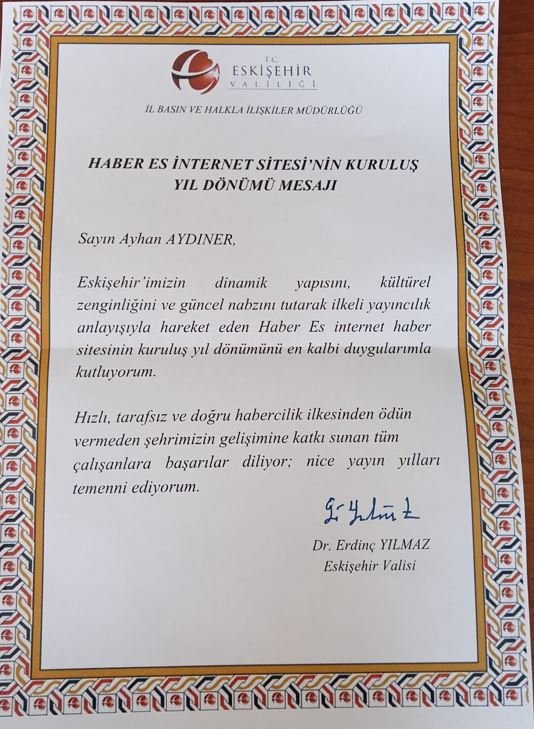 T.C.
ESKİŞEHİR
VALİLİĞİ
İL BASIN VE HALKLA İLİŞKİLER MÜDÜRLÜĞÜ
HABER ES İNTERNET SİTESİ’NİN KURULUŞ
YIL DÖNÜMÜ MESAJI
Sayın Ayhan AYDINER,
Eskişehir’imizin dinamik yapısını, kültürel
zenginliğini ve güncel nabzını tutarak ilkeli yayıncılık
anlayışıyla hareket eden Haber Es internet haber
sitesinin kuruluş yıl dönümünü en kalbi duygularımla
kutluyorum.
Hızlı, tarafsız ve doğru habercilik ilkesinden ödün
vermeden şehrimizin gelişimine katkı sunan tüm
çalışanlara başarılar diliyor; nice yayın yılları
temenni ediyorum.
Dr. Erdinç YILMAZ
Eskişehir Valisi